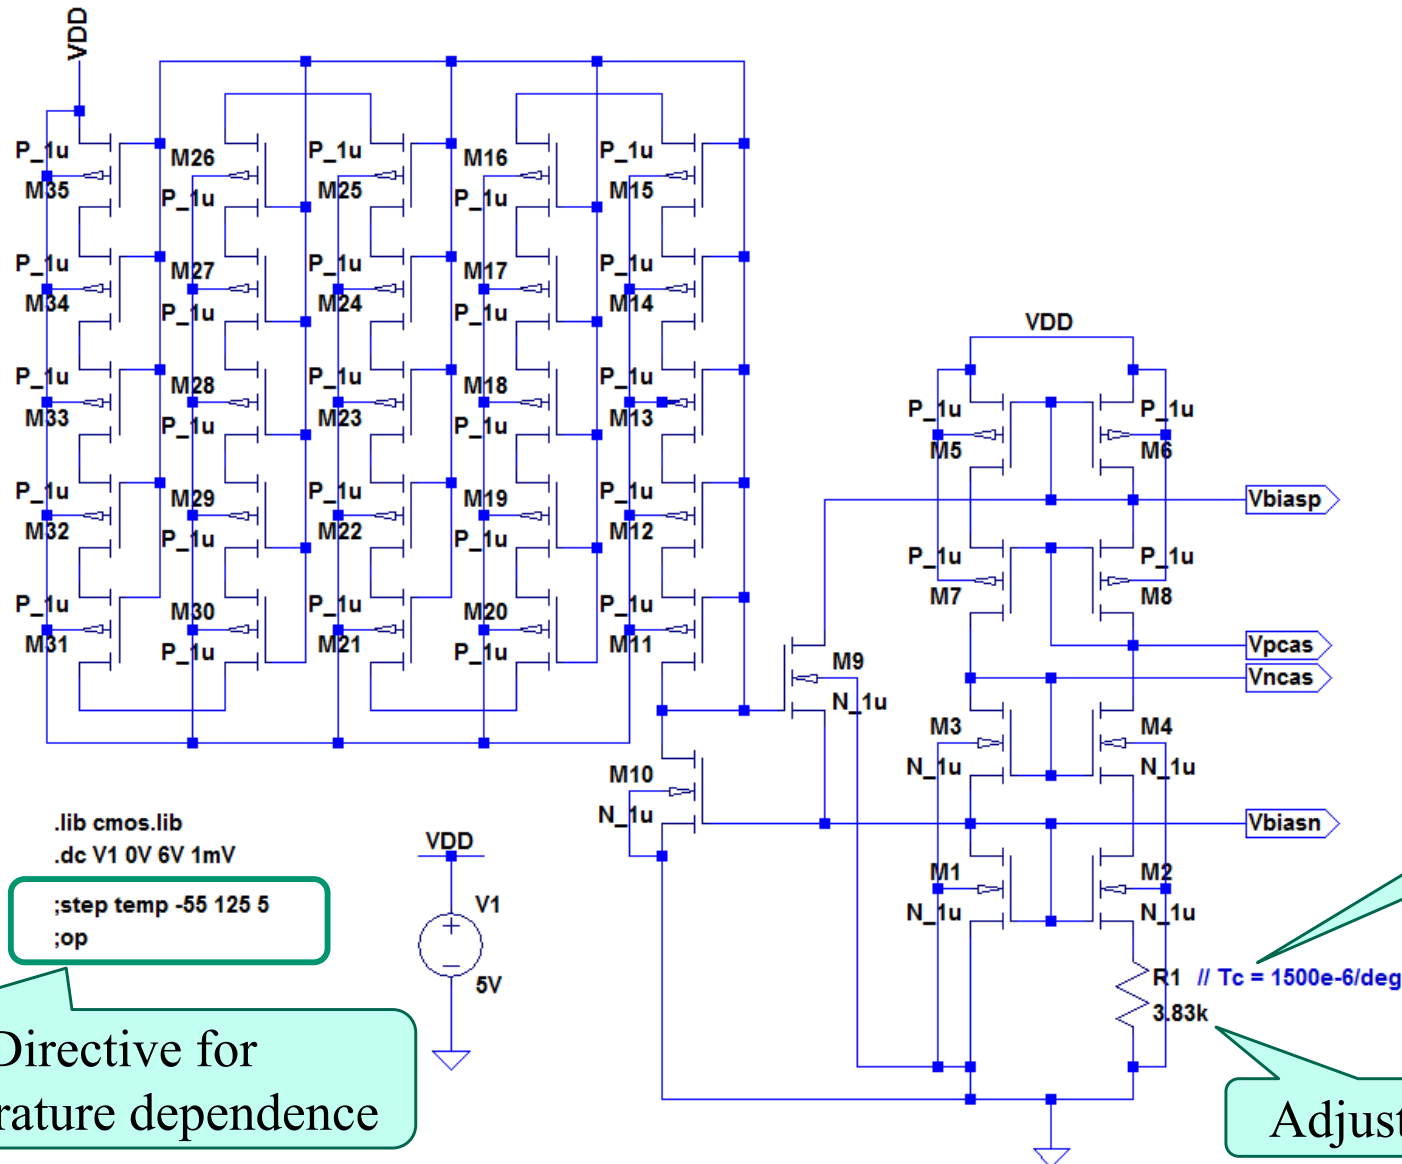 VDD
P_1u
M35
M26
P_1u
P_1u
M25
M16
P_1u
P_1u
M15
P_1u
M34
M27
P_1u
P_1u
M24
M17
P_1u
P_1u
M14
P_1u
M33
M28
P_1u
P_1u
M23
M18
P_1u
P_1u
M13
P_1u
M32
M29
P_1u
P_1u
M22
M19
P_1u
P_1u
M12
P_1u
M31
M30
P_1u
P_1u
M21
M20
P_1u
P_1u
M11
VDD
P_1u
M5
P_1u
M6
Vbiasp
P_1u
M7
P_1u
M8
Vpcas
Vncas
M9
N_1u
M3
N_1u
M4
N_1u
M10
N_1u
Vbiasn
M1
N_1u
M2
N_1u
R1 // Tc = 1500e-6/deg
3.83k
.lib cmos.lib
.dc V1 0V 6V 1mV
;step temp -55 125 5
;op
VDD
V1
5V
Directive for
rature dependence
Adjust